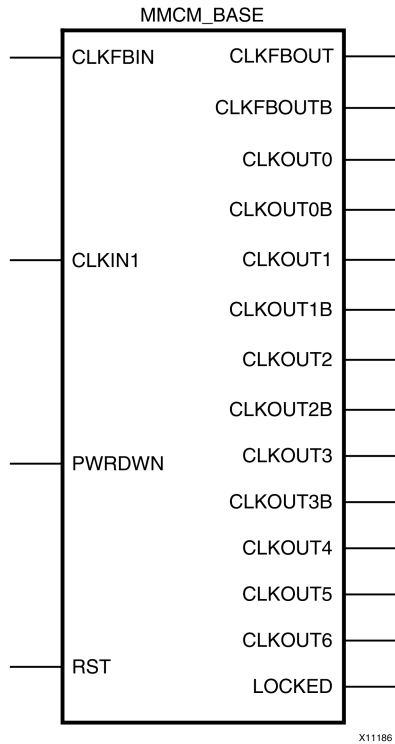 MMCM_BASE
CLKFBIN
CLKFBOUT
CLKFBOUTB
CLKOUT0
CLKOUT0B
CLKIN1
CLKOUT1
CLKOUT1B
CLKOUT2
CLKOUT2B
PWRDWN
CLKOUT3
CLKOUT3B
CLKOUT4
CLKOUT5
CLKOUT6
RST
LOCKED
X11186